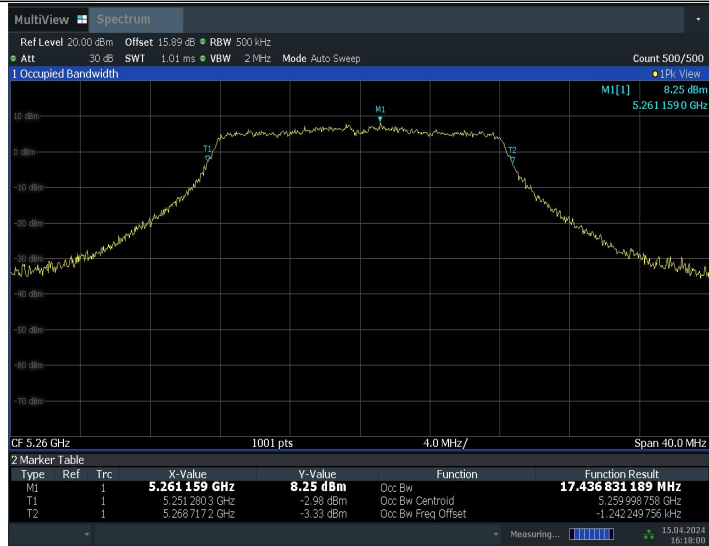 MultiView Spectrum
Ref Level 20.00 dBm Offset 15.89 dB RBW 500 kHz
Att 30 dB SWT 1.01 ms VBW 2 MHz Mode Auto Sweep Count 500/500
1 Occupied Bandwidth 1Pk View
M1[1] 8.25 dBm
5.261 1590 GHz
M1
10 dBm
T1
T2
0 dBm
-10 dBm
-20 dBm
-30 dBm
-40 dBm
-50 dBm
-60 dBm
-70 dBm
CF 5.26 GHz 1001 pts 4.0 MHz/ Span 40.0 MHz
2 Marker Table
Type Ref Trc X-Value Y-Value Function Function Result
M1 1 5.261 159 GHz 8.25 dBm Occ Bw 17.436 831 189 MHz
T1 1 5.251 280 3 GHz -2.98 dBm Occ Bw Centroid 5.259 998 758 GHz
T2 1 5.268 717 2 GHz -3.33 dBm Occ Bw Freq Offset -1.242 249 756 kHz
Measuring... 15.04.2024
16:18:00